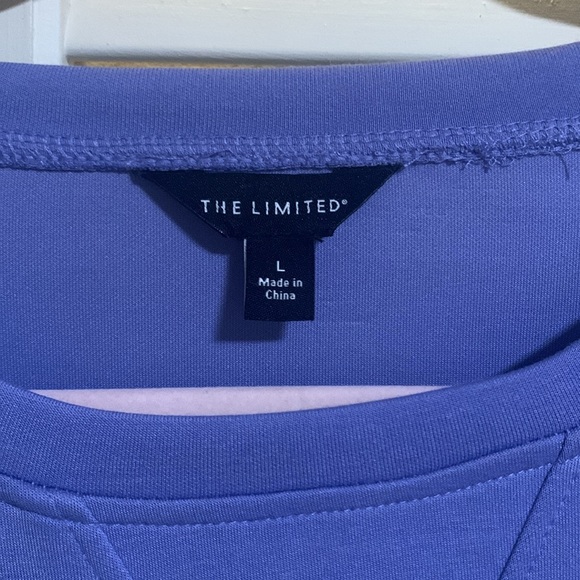 THE LIMITED®
L
Made in
China